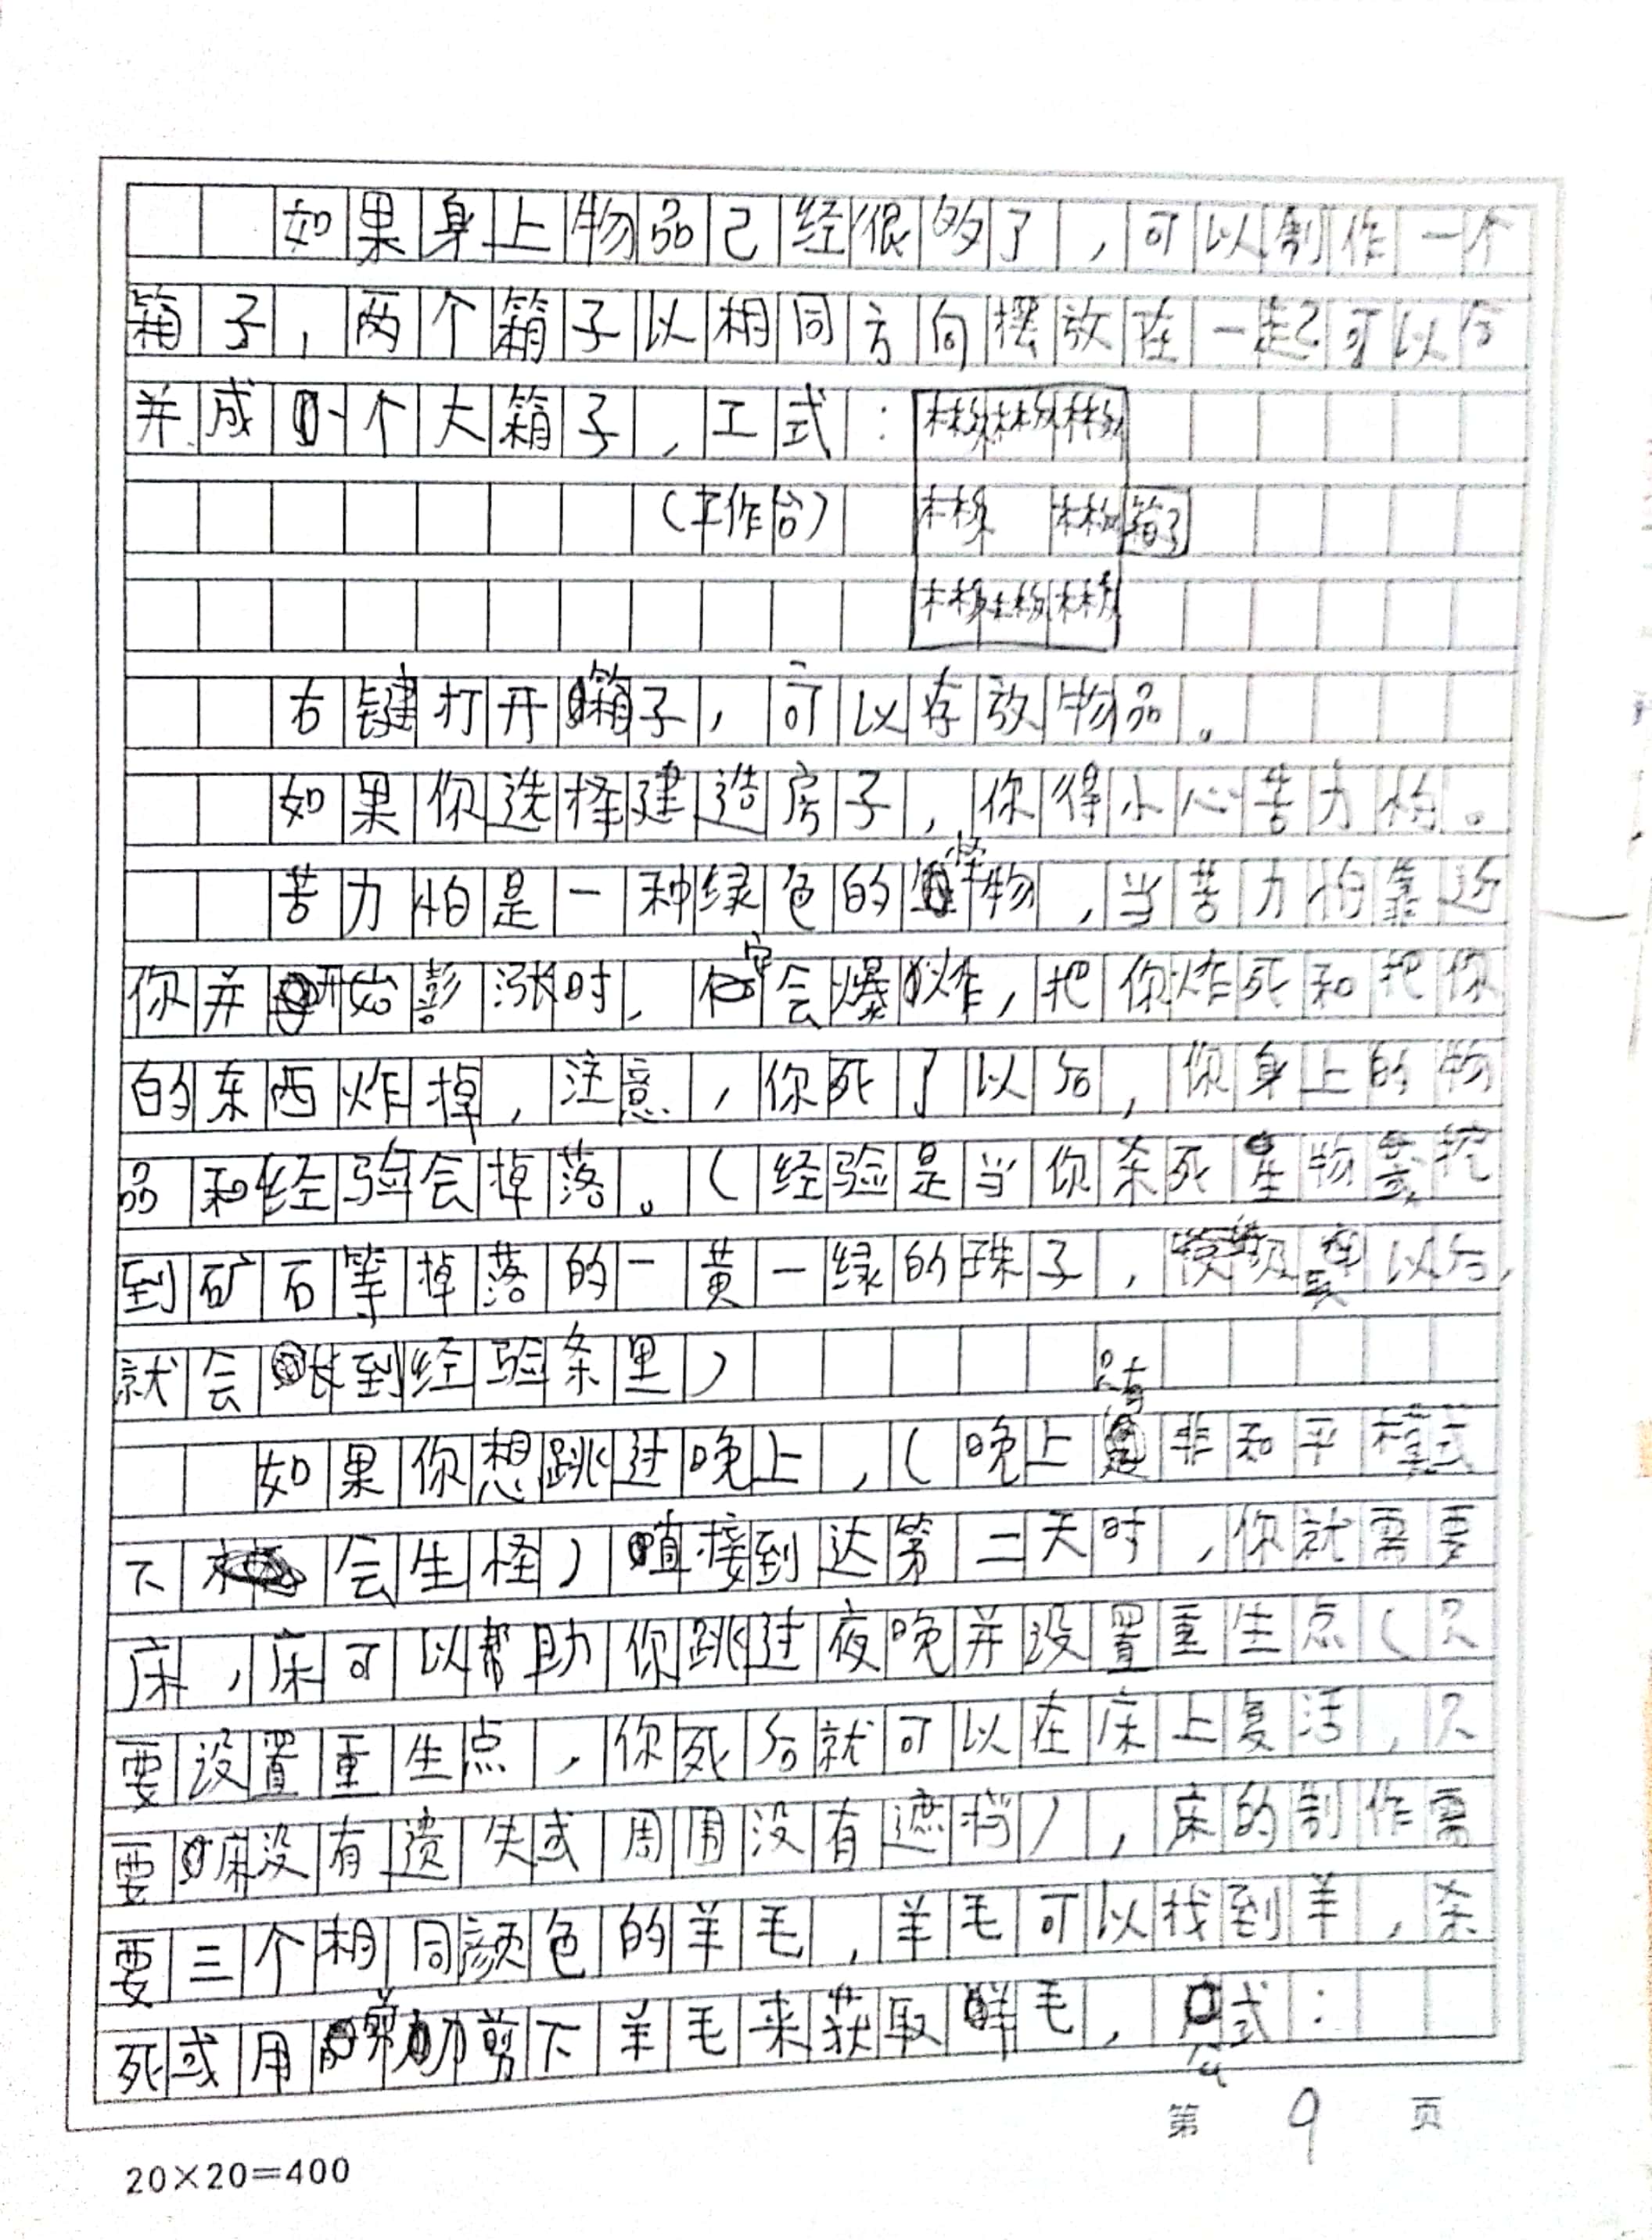 如果身上物品已经很够了，可以制作一个
箱子，两个箱子以相同方向摆放在一起可以合
并成一个大箱子，工式：木板木板木板
（工作台）木板 木板 箱子
木板木板木板
右键打开箱子，可以存放物品。
如果你选择建造房子，你得小心苦力怕。
苦力怕是一种绿色的怪物，当苦力怕靠近
你并开始彭涨时，它会爆炸，把你炸死和把你
的东西炸掉，注意，你死了以后，你身上的物
品和经验会掉落。（经验是当你杀死生物或挖
到矿石等掉落的一黄一绿的珠子，以后，
就会长到经验条里）
如果你想跳过晚上，（晚上时非和平模式
下会生怪）直接到达第二天时，你就需要
床，床可以帮助你跳过夜晚并设置重生点（只
要设置重生点，你死后就可以在床上复活，只
要床没有遗失或周围没有遮挡），床的制作需
要三个相同颜色的羊毛，羊毛可以找到羊，杀
死或用剪刀剪下羊毛来获取羊毛，公式：
第 9 页
20×20=400